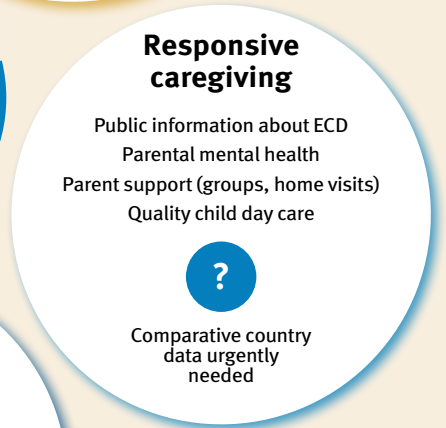 Responsive
caregiving
Public information about ECD
Parental mental health
Parent support (groups, home visits)
Quality child day care
?
Comparative country
data urgently
needed